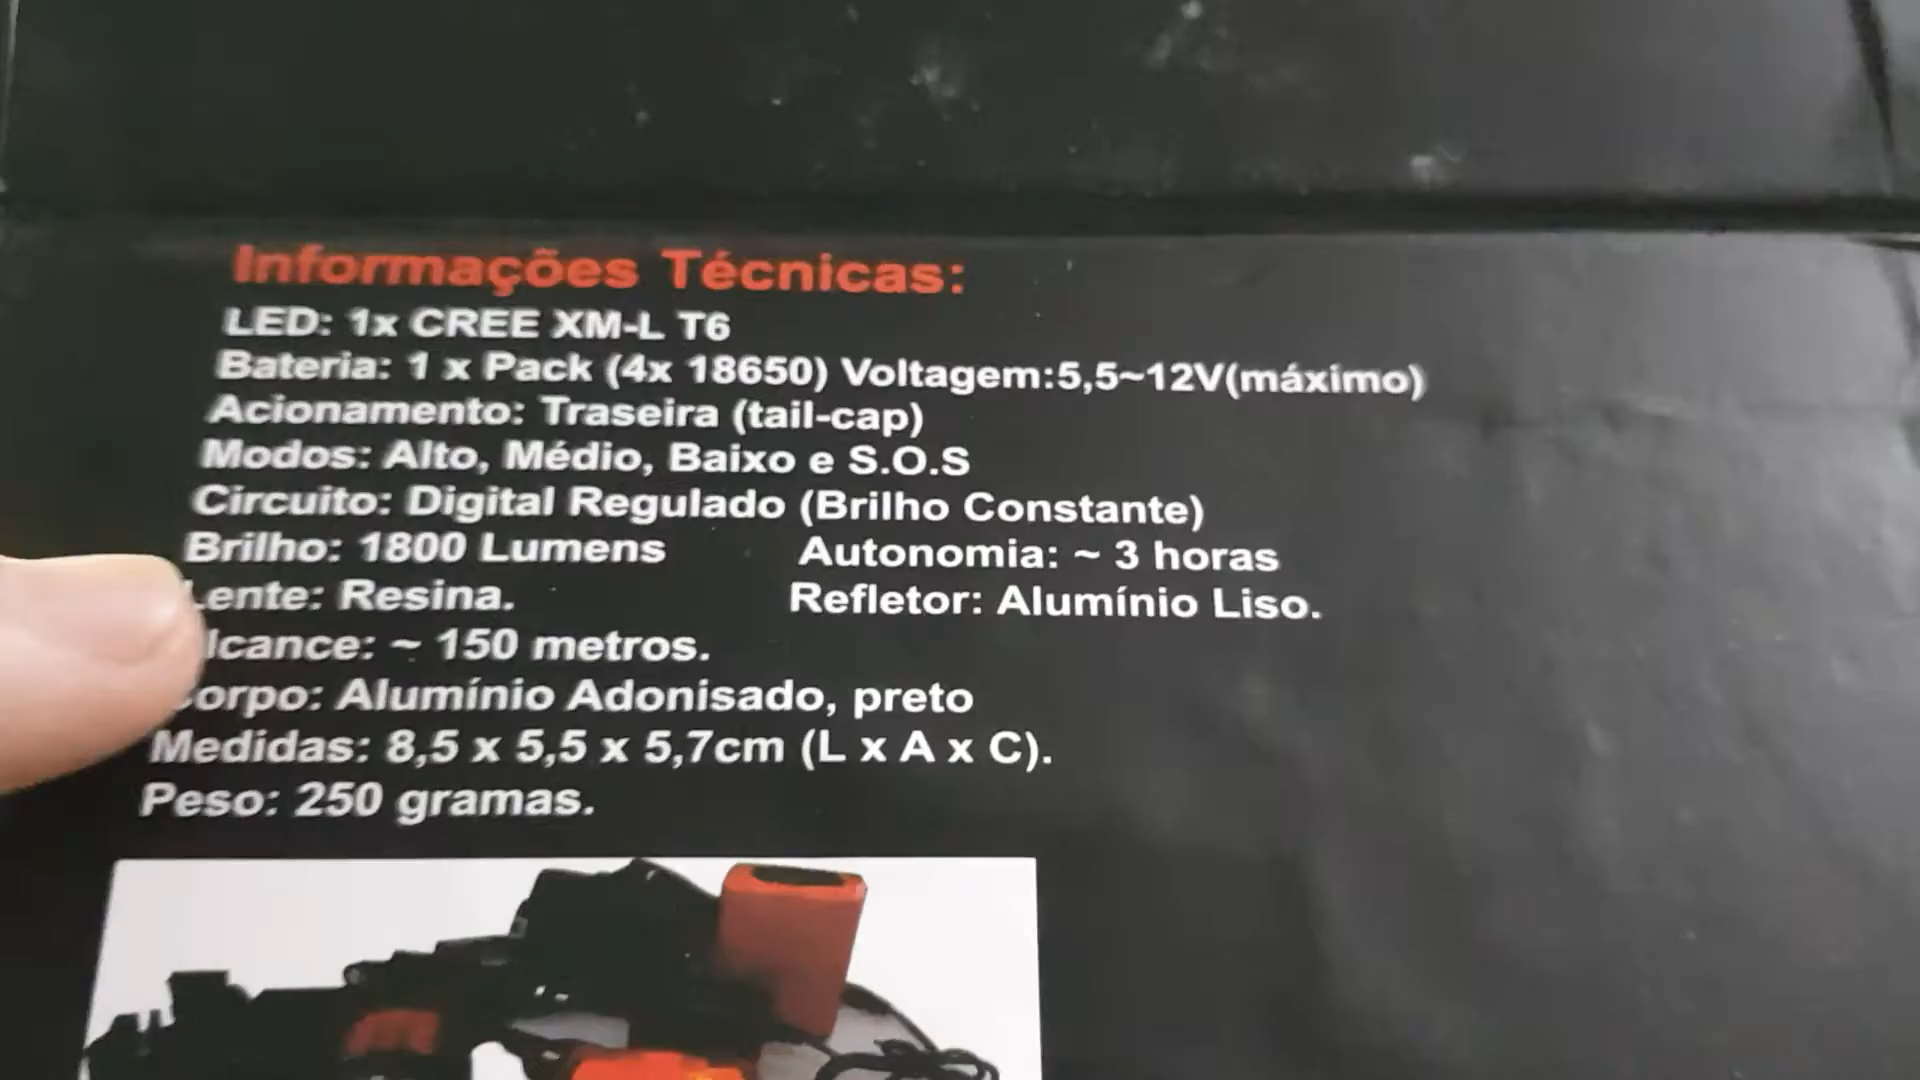 Informações Técnicas:
LED: 1x CREE XM-L T6
Bateria: 1 x Pack (4x 18650) Voltagem:5,5~12V(máximo)
Acionamento: Traseira (tail-cap)
Modos: Alto, Médio, Baixo e S.O.S
Circuito: Digital Regulado (Brilho Constante)
Brilho: 1800 Lumens Autonomia: ~ 3 horas
Lente: Resina. Refletor: Alumínio Liso.
lcance: ~ 150 metros.
orpo: Alumínio Adonisado, preto
Medidas: 8,5 x 5,5 x 5,7cm (L x A x C).
Peso: 250 gramas.